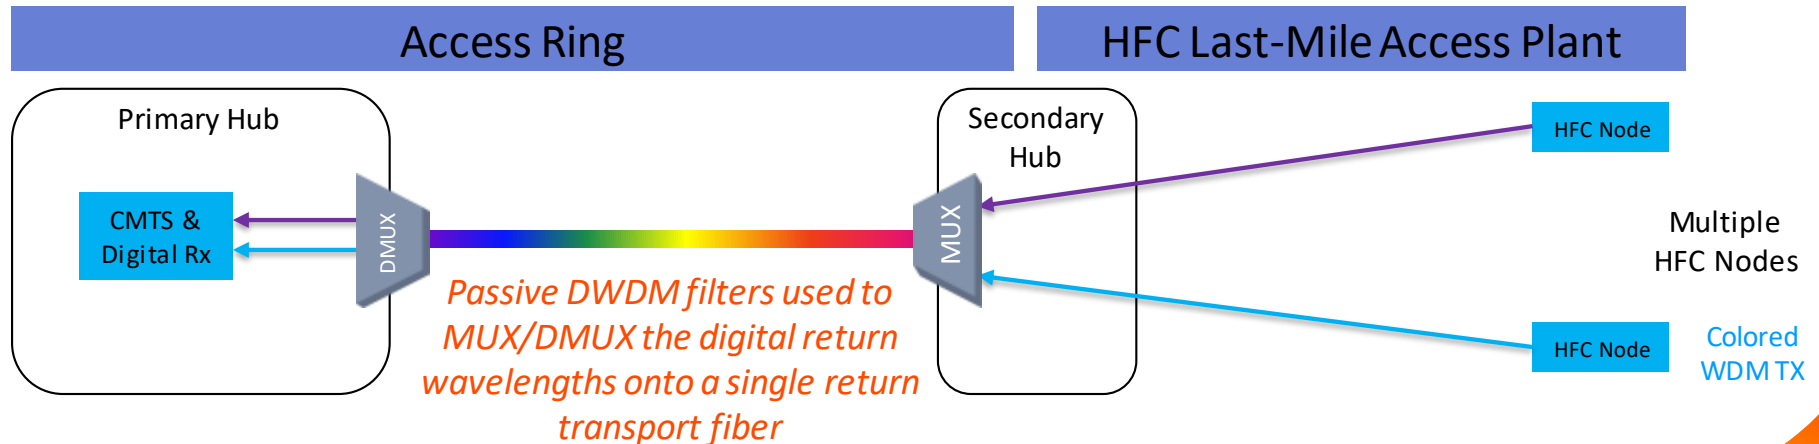 Access Ring
HFC Last-Mile Access Plant
Primary Hub
Secondary
Hub
HFC Node
CMTS &
Digital Rx
DMUX
MUX
Multiple
HFC Nodes
Passive DWDM filters used to
MUX/DMUX the digital return
wavelengths onto a single return
transport fiber
HFC Node
Colored
WDM TX